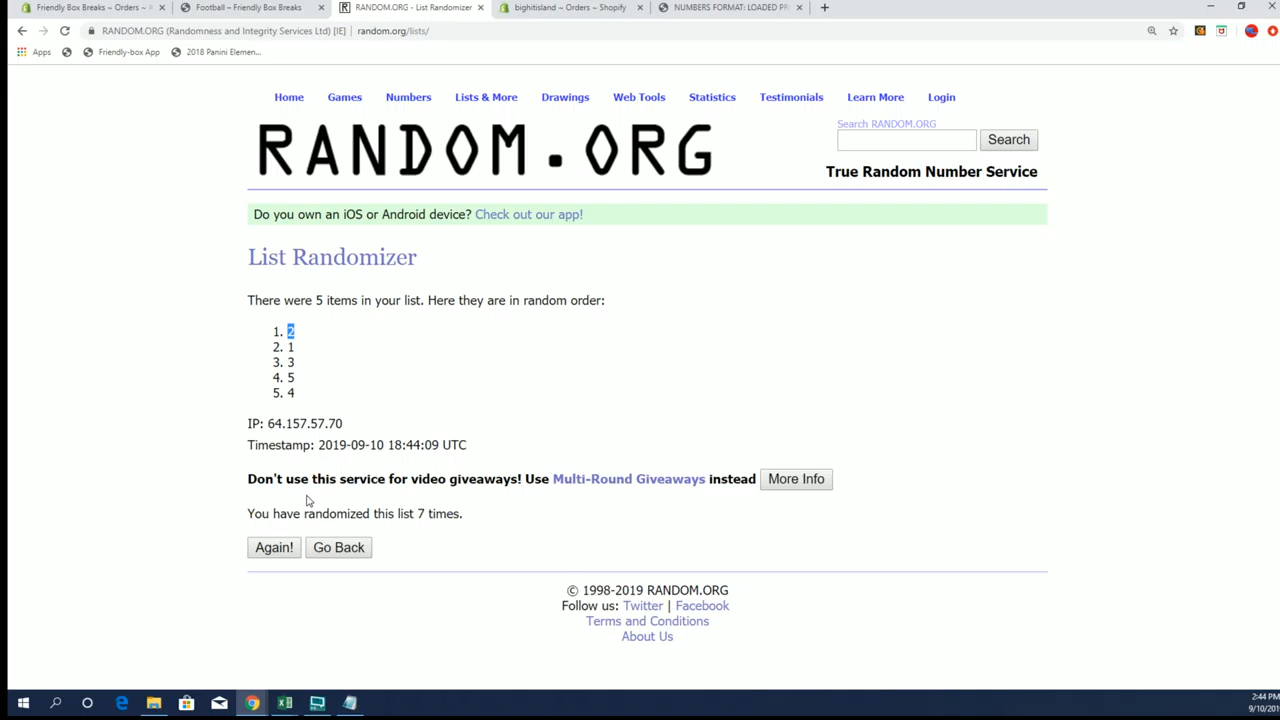 Friendly Box Breaks ~ Orders ~
Football – Friendly Box Breaks
RANDOM.ORG - List Randomizer
bighitisland ~ Orders ~ Shopify
NUMBERS FORMAT: LOADED
RANDOM.ORG (Randomness and Integrity Services Ltd) [IE] | random.org/lists/
Apps
Friendly-box App
2018 Panini Elemen...
Home Games Numbers Lists & More Drawings Web Tools Statistics Testimonials Learn More Login
RANDOM.ORG
Search RANDOM.ORG
Search
True Random Number Service
Do you own an iOS or Android device? Check out our app!
List Randomizer
There were 5 items in your list. Here they are in random order:
1. 2
2. 1
3. 3
4. 5
5. 4
IP: 64.157.57.70
Timestamp: 2019-09-10 18:44:09 UTC
Don't use this service for video giveaways! Use Multi-Round Giveaways instead More Info
You have randomized this list 7 times.
Again! Go Back
© 1998-2019 RANDOM.ORG
Follow us: Twitter | Facebook
Terms and Conditions
About Us
2:44 PM